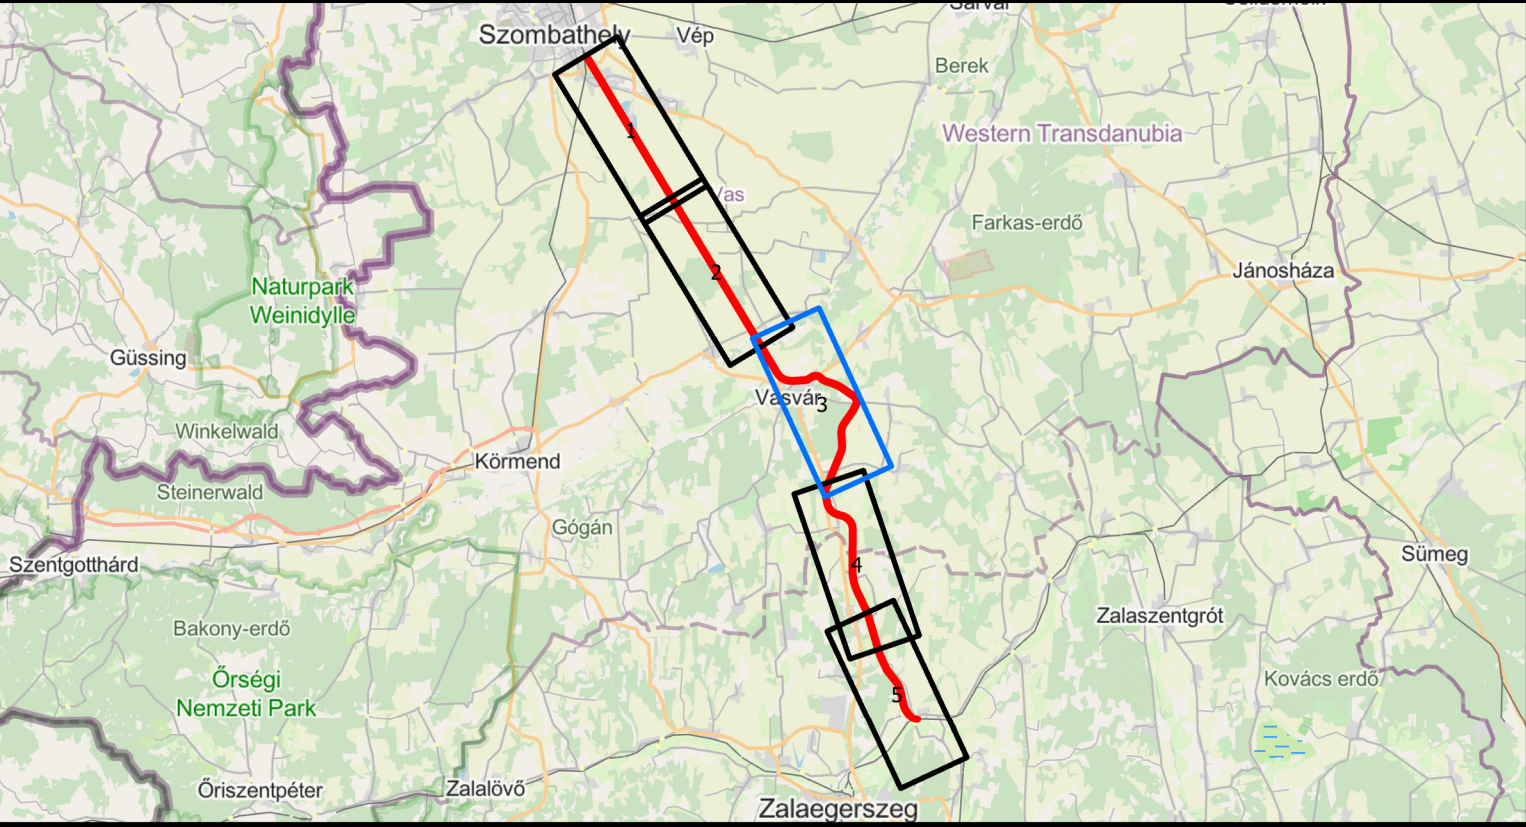 Sárvár
Szombathely
Vép
Berek
1
Western Transdanubia
Vas
Farkas-erdő
2
Jánosháza
Naturpark
Weinidylle
Güssing
Vasvár
3
Winkelwald
Körmend
Steinerwald
Gógán
Szentgotthárd
4
Sümeg
Zalaszentgrót
Bakony-erdő
Őrségi
Nemzeti Park
5
Kovács erdő
Őriszentpéter
Zalalövő
Zalaegerszeg